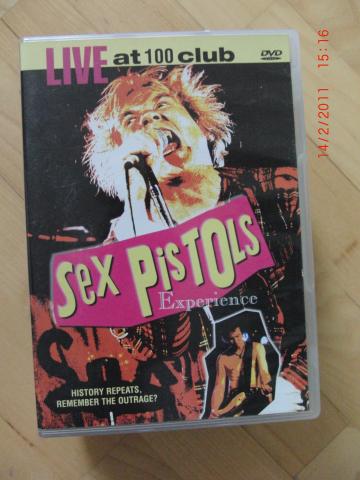 LIVE at 100 club
DVD
Sex PisTOLs
Experience
HISTORY REPEATS,
REMEMBER THE OUTRAGE?
14/2/2011 15:16